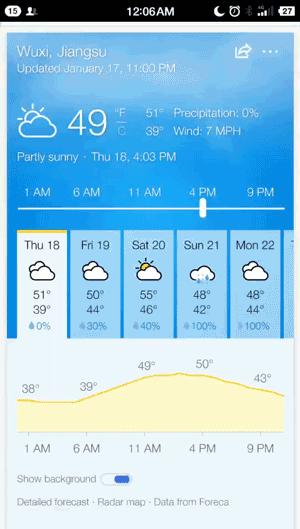 15 12:06AM 4G 27
Wuxi, Jiangsu
Updated January 17, 11:00 PM
49 °F 51° Precipitation: 0%
C 39° Wind: 7 MPH
Partly sunny · Thu 18, 4:03 PM
1 AM 6 AM 11 AM 4 PM 9 PM
Thu 18 Fri 19 Sat 20 Sun 21 Mon 22
51° 50° 55° 48° 48°
39° 44° 46° 42° 44°
0% 30% 40% 100% 100%
38° 39° 49° 50° 43°
1 AM 6 AM 11 AM 4 PM 9 PM
Show background
Detailed forecast · Radar map · Data from Foreca